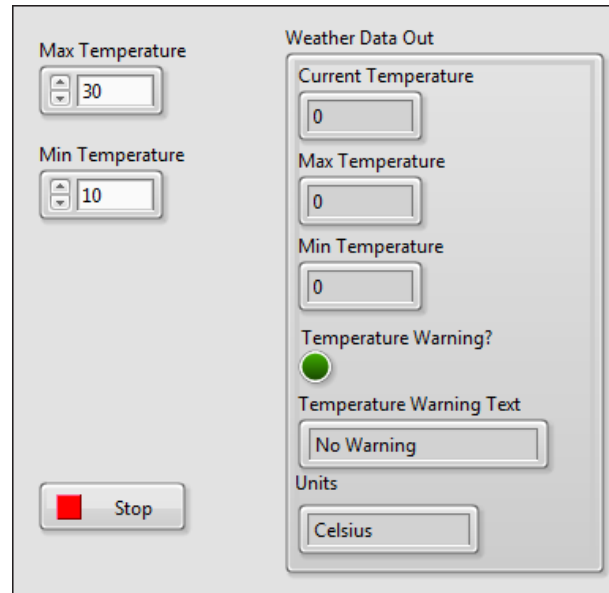 Max Temperature
30
Min Temperature
10
Stop
Weather Data Out
Current Temperature
0
Max Temperature
0
Min Temperature
0
Temperature Warning?
Temperature Warning Text
No Warning
Units
Celsius